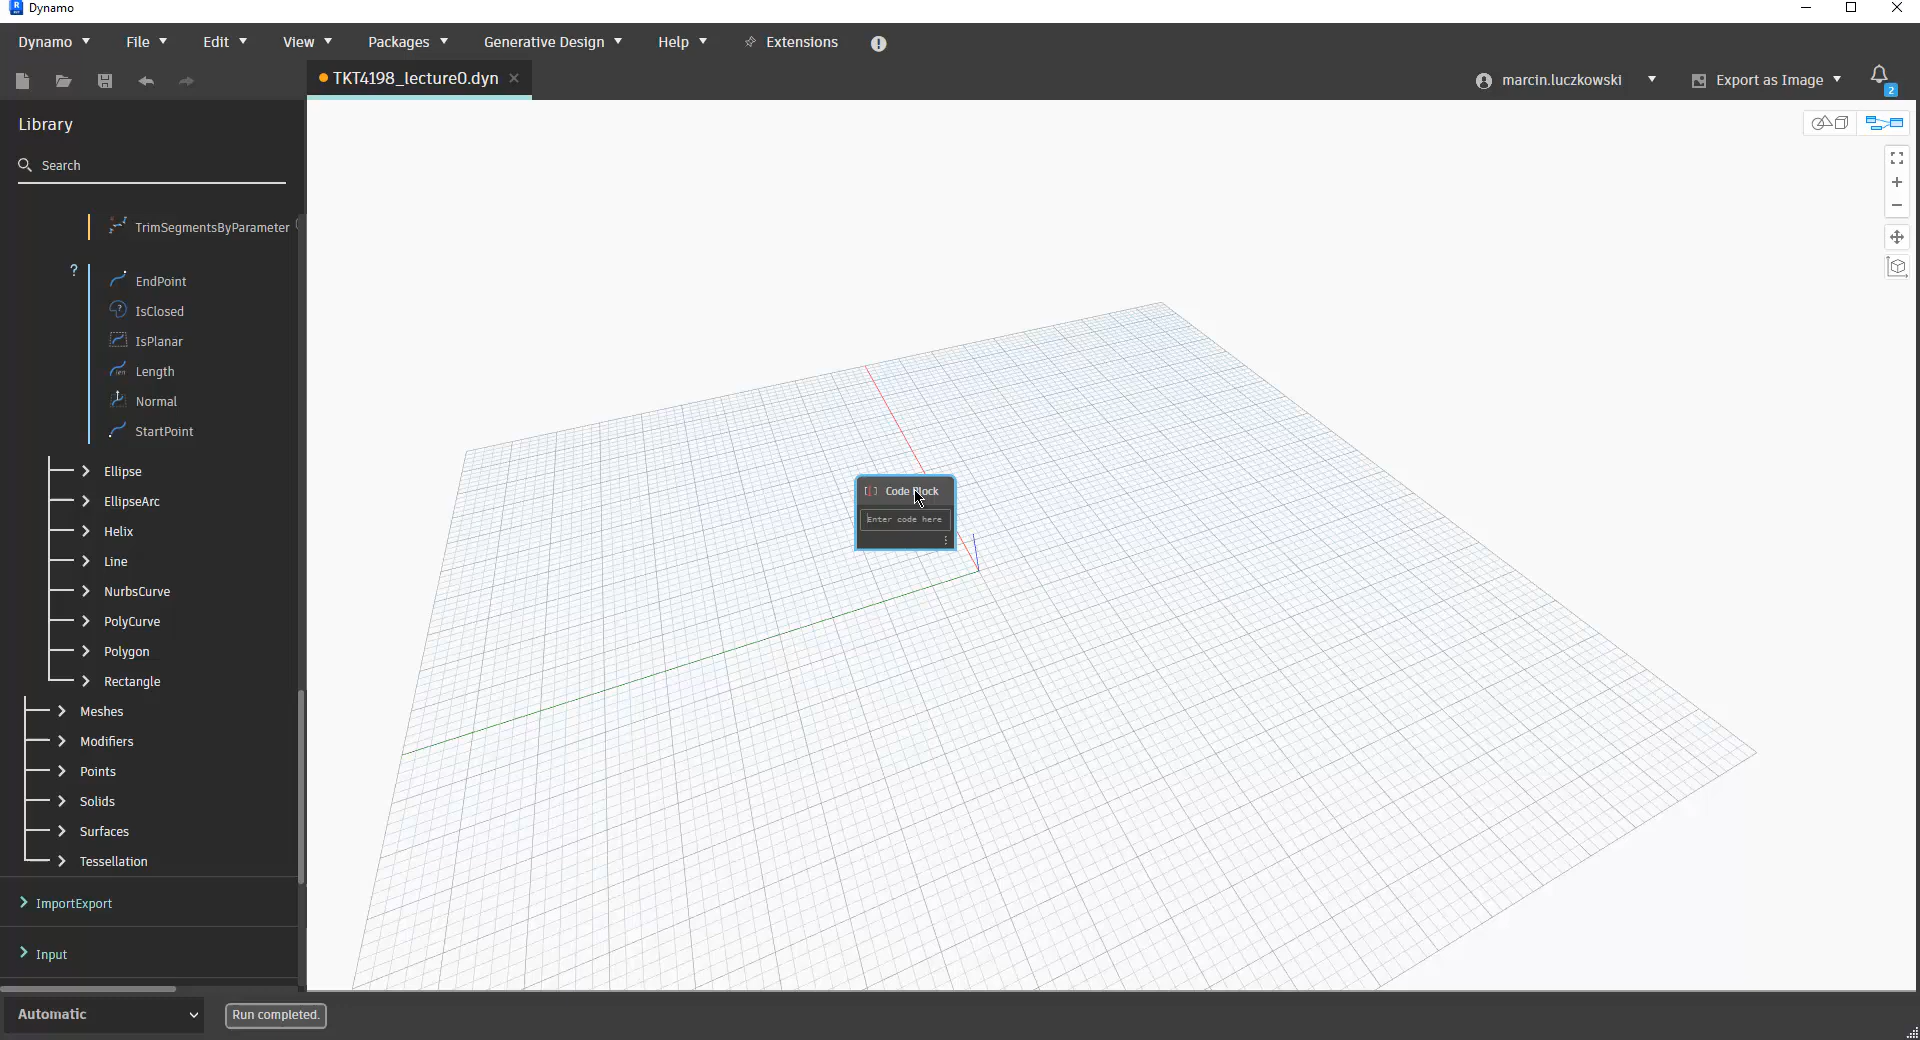 Dynamo
Dynamo File Edit View Packages Generative Design Help Extensions
TKT4198_lecture0.dyn
marcin.luczkowski Export as Image
2
Library
Search
TrimSegmentsByParameter
?
EndPoint
IsClosed
IsPlanar
Length
Normal
StartPoint
Ellipse
EllipseArc
Helix
Line
NurbsCurve
PolyCurve
Polygon
Rectangle
Meshes
Modifiers
Points
Solids
Surfaces
Tessellation
ImportExport
Input
Code Block
Enter code here
Automatic
Run completed.